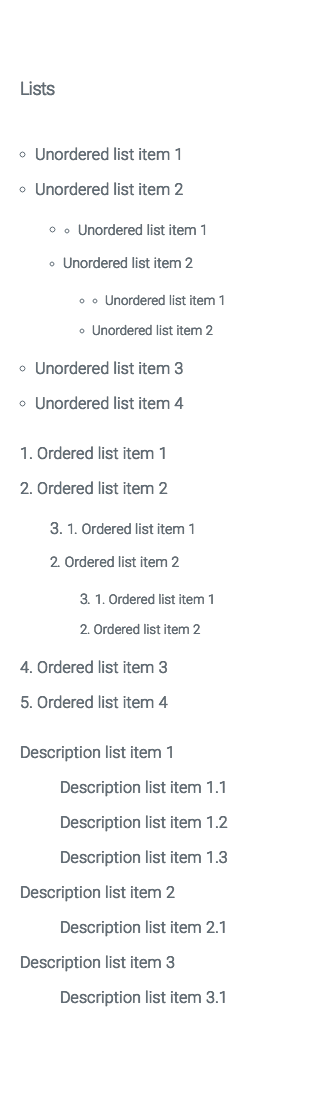 Lists
◦ Unordered list item 1
◦ Unordered list item 2
◦ ◦ Unordered list item 1
◦ Unordered list item 2
◦ ◦ Unordered list item 1
◦ Unordered list item 2
◦ Unordered list item 3
◦ Unordered list item 4
1. Ordered list item 1
2. Ordered list item 2
3. 1. Ordered list item 1
2. Ordered list item 2
3. 1. Ordered list item 1
2. Ordered list item 2
4. Ordered list item 3
5. Ordered list item 4
Description list item 1
Description list item 1.1
Description list item 1.2
Description list item 1.3
Description list item 2
Description list item 2.1
Description list item 3
Description list item 3.1